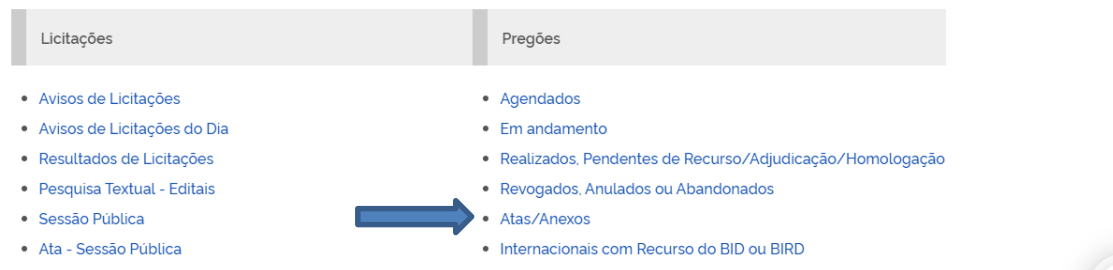 Licitações
Avisos de Licitações
Avisos de Licitações do Dia
Resultados de Licitações
Pesquisa Textual - Editais
Sessão Pública
Ata - Sessão Pública
Pregões
Agendados
Em andamento
Realizados, Pendentes de Recurso/Adjudicação/Homologação
Revogados, Anulados ou Abandonados
Atas/Anexos
Internacionais com Recurso do BID ou BIRD